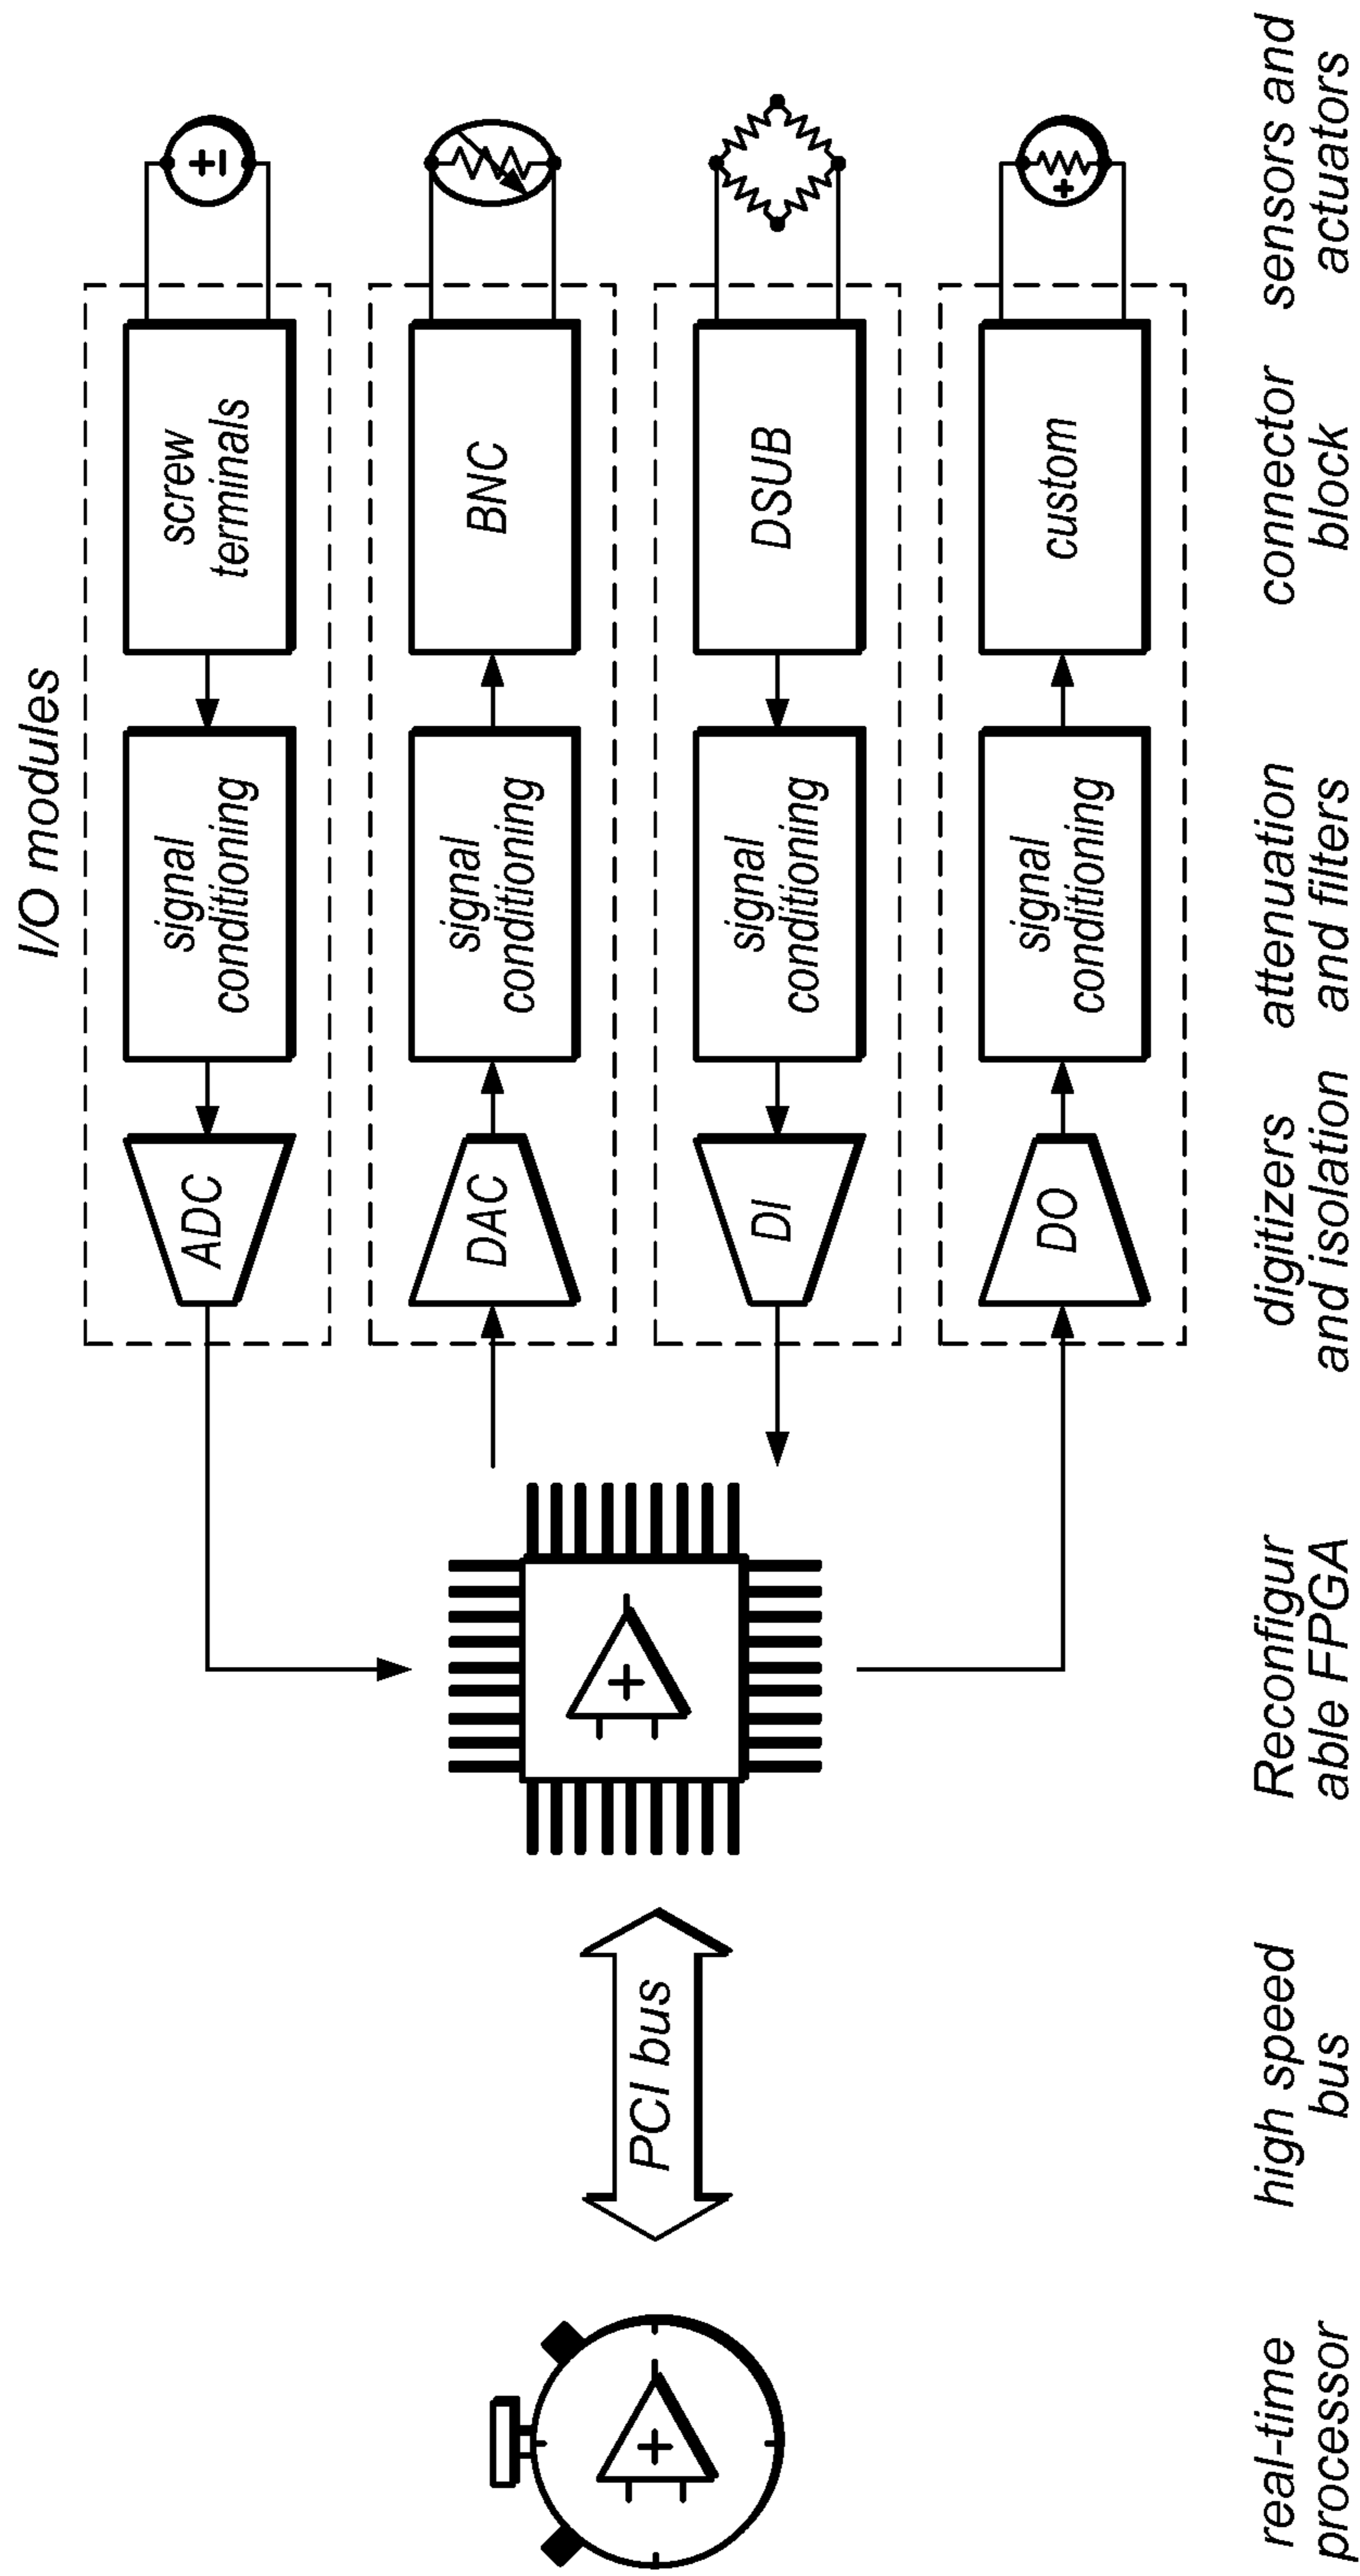 I/O modules
ADC
signal
conditioning
screw
terminals
DAC
signal
conditioning
BNC
PCI bus
DI
signal
conditioning
DSUB
DO
signal
conditioning
custom
real-time
processor
high speed
bus
Reconfigur
able FPGA
digitizers
and isolation
attenuation
and filters
connector
block
sensors and
actuators